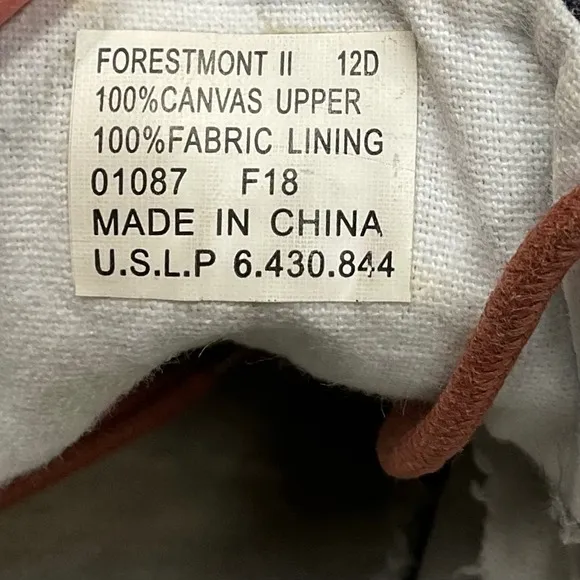 FORESTMONT II 12D
100%CANVAS UPPER
100%FABRIC LINING
01087 F18
MADE IN CHINA
U.S.L.P 6.430.844